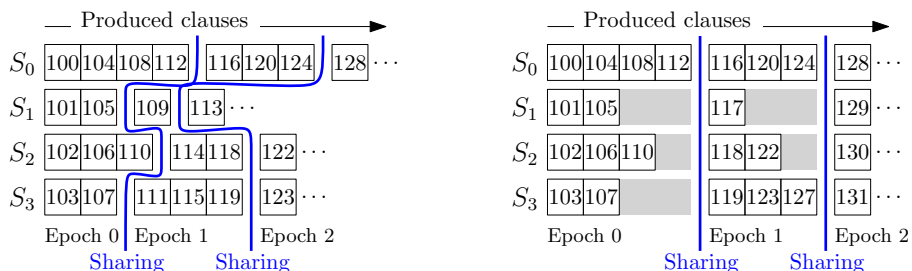 Produced clauses
S0 100 104 108 112 116 120 124 128 ···
S1 101 105 109 113 ···
S2 102 106 110 114 118 122 ···
S3 103 107 111 115 119 123 ···
Epoch 0 Epoch 1 Epoch 2
Sharing Sharing
Produced clauses
S0 100 104 108 112 116 120 124 128 ···
S1 101 105 117 129 ···
S2 102 106 110 118 122 130 ···
S3 103 107 119 123 127 131 ···
Epoch 0 Epoch 1 Epoch 2
Sharing Sharing